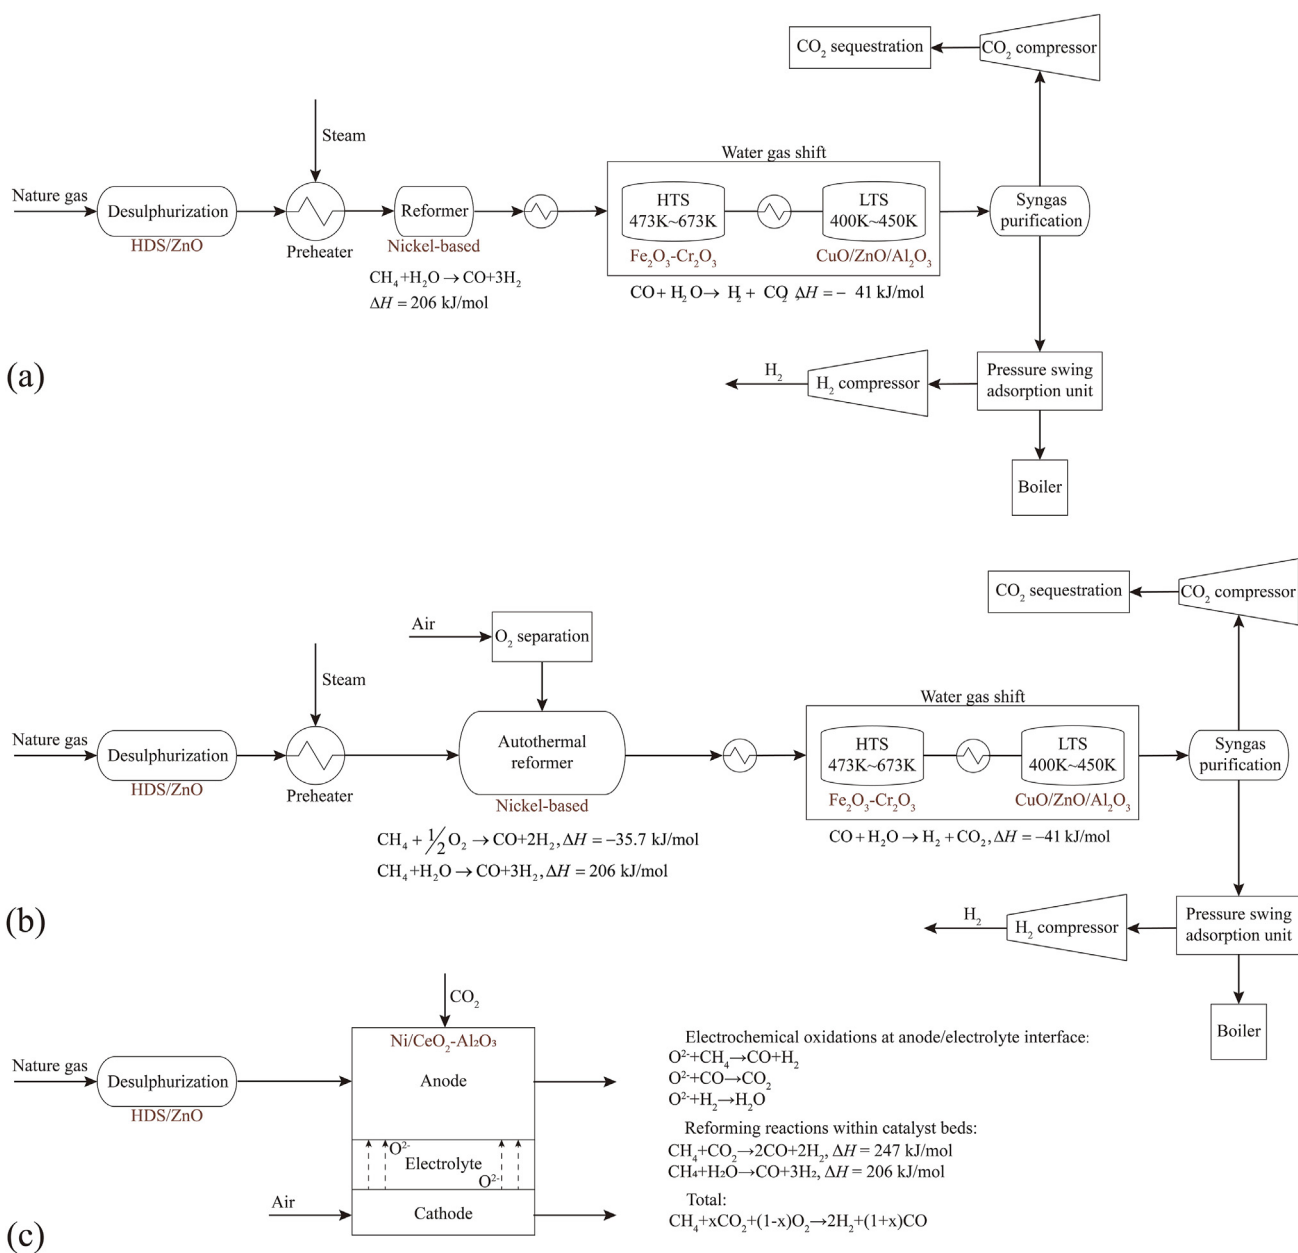 CO₂ sequestration
CO₂ compressor
Steam
Water gas shift
Nature gas
Desulphurization
HDS/ZnO
Preheater
Reformer
Nickel-based
HTS
473K~673K
Fe₂O₃-Cr₂O₃
LTS
400K~450K
CuO/ZnO/Al₂O₃
Syngas
purification
CH₄+H₂O → CO+3H₂
ΔH = 206 kJ/mol
CO + H₂O → H₂ + CO₂, ΔH = − 41 kJ/mol
(a)
H₂
H₂ compressor
Pressure swing
adsorption unit
Boiler
CO₂ sequestration
CO₂ compressor
Air
O₂ separation
Steam
Water gas shift
Nature gas
Desulphurization
HDS/ZnO
Preheater
Autothermal
reformer
Nickel-based
HTS
473K~673K
Fe₂O₃-Cr₂O₃
LTS
400K~450K
CuO/ZnO/Al₂O₃
Syngas
purification
CH₄ + 1/2 O₂ → CO+2H₂, ΔH = −35.7 kJ/mol
CH₄+H₂O → CO+3H₂, ΔH = 206 kJ/mol
CO + H₂O → H₂ + CO₂, ΔH = −41 kJ/mol
(b)
H₂
H₂ compressor
Pressure swing
adsorption unit
Boiler
CO₂
Nature gas
Desulphurization
HDS/ZnO
Ni/CeO₂-Al₂O₃
Anode
O²⁻
Electrolyte
O²⁻
Air
Cathode
Electrochemical oxidations at anode/electrolyte interface:
O²⁻+CH₄→CO+H₂
O²⁻+CO→CO₂
O²⁻+H₂→H₂O
Reforming reactions within catalyst beds:
CH₄+CO₂→2CO+2H₂, ΔH = 247 kJ/mol
CH₄+H₂O→CO+3H₂, ΔH = 206 kJ/mol
Total:
CH₄+xCO₂+(1-x)O₂→2H₂+(1+x)CO
(c)